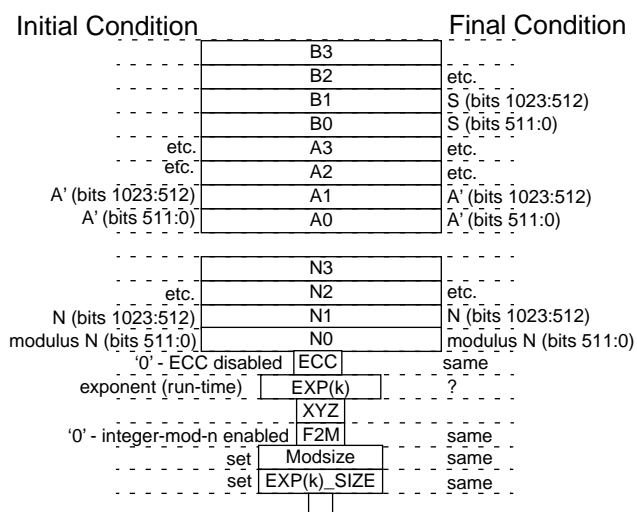 Initial Condition Final Condition
B3
B2 etc.
B1 S (bits 1023:512)
B0 S (bits 511:0)
etc. A3 etc.
etc. A2 etc.
A’ (bits 1023:512) A1 A’ (bits 1023:512)
A’ (bits 511:0) A0 A’ (bits 511:0)
N3
etc. N2 etc.
N (bits 1023:512) N1 N (bits 1023:512)
modulus N (bits 511:0) N0 modulus N (bits 511:0)
‘0’ - ECC disabled ECC same
exponent (run-time) EXP(k) ?
XYZ
‘0’ - integer-mod-n enabled F2M same
set Modsize same
set EXP(k)_SIZE same